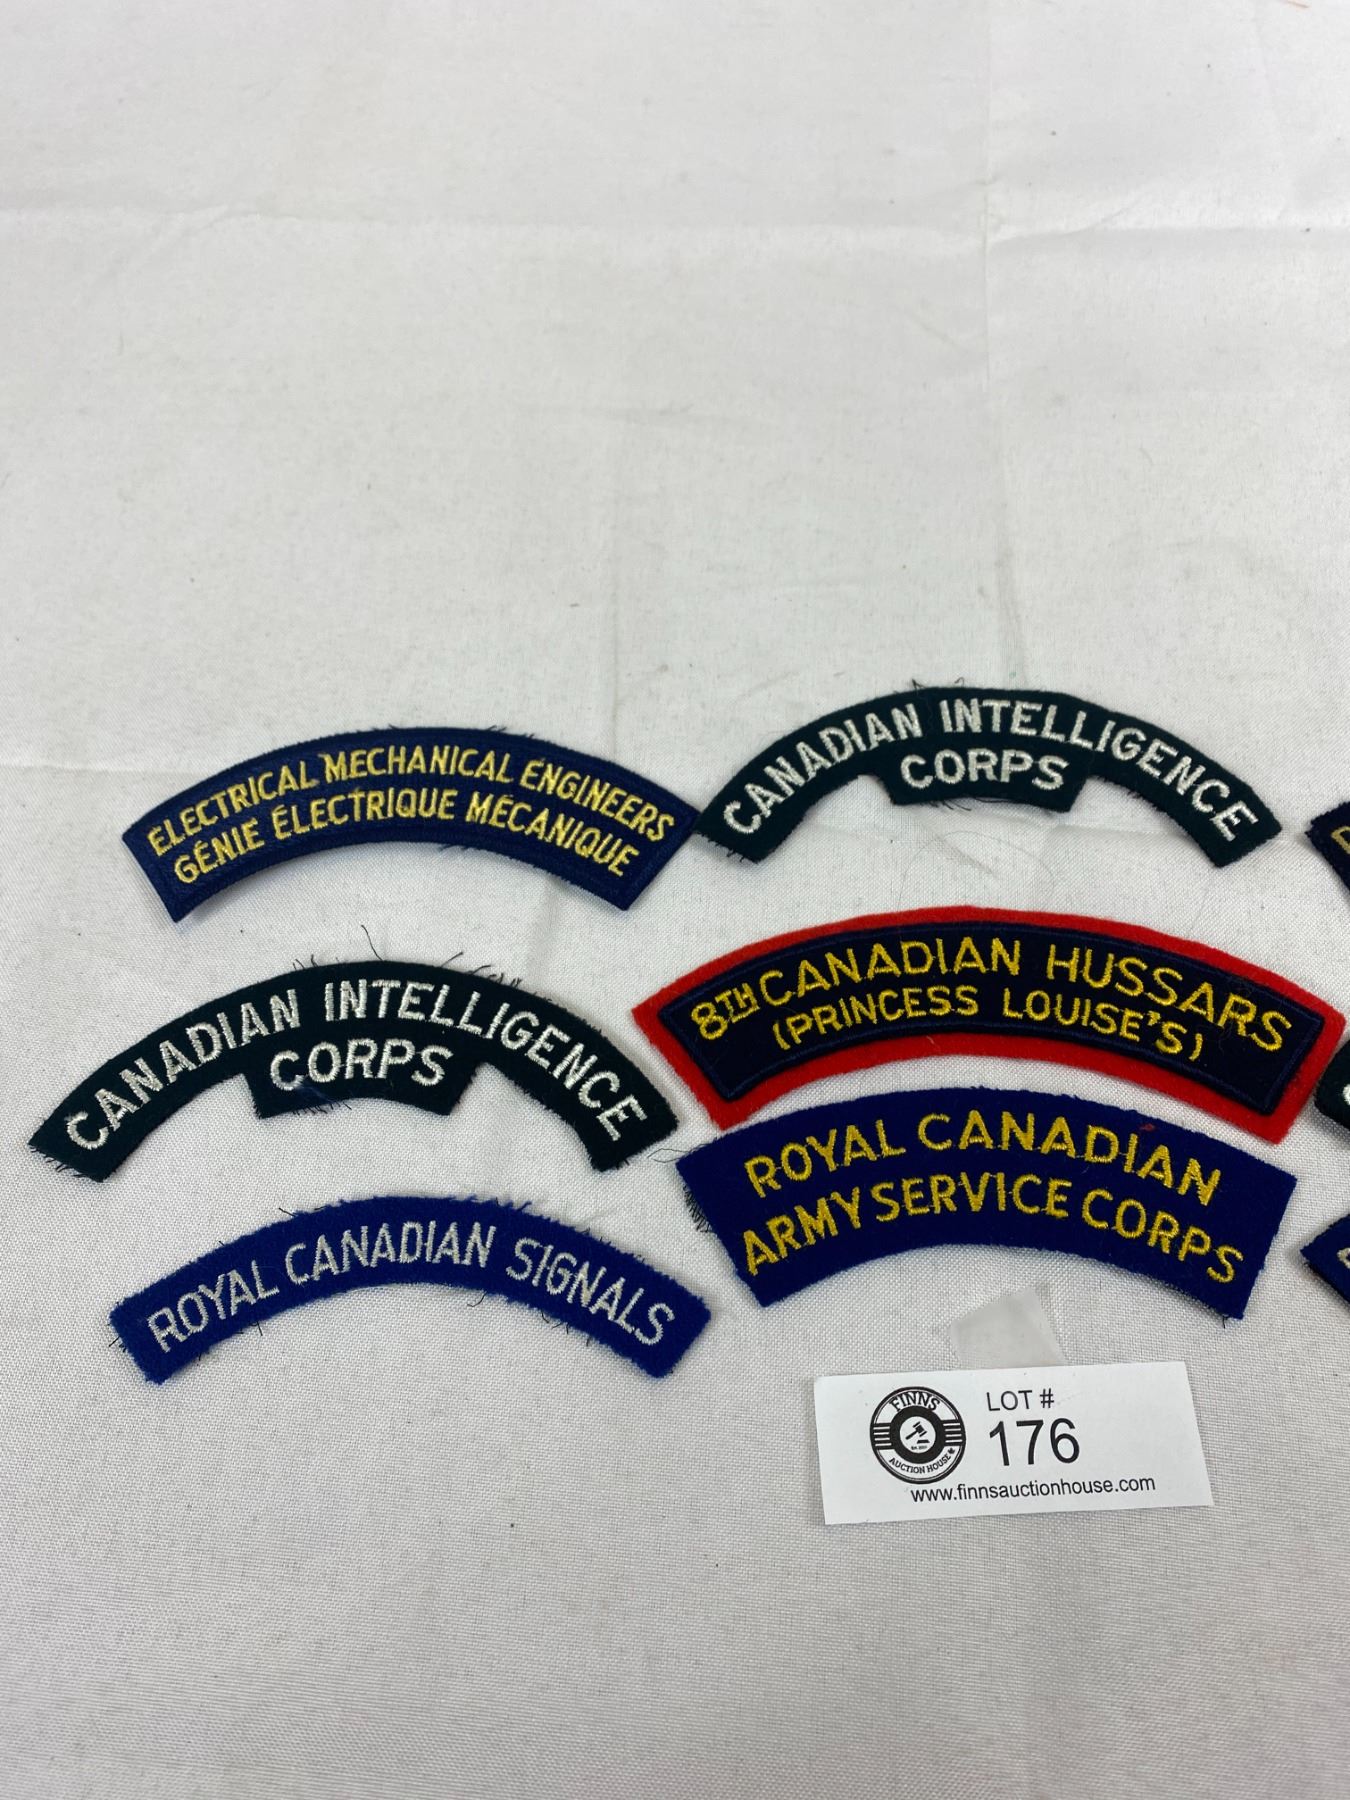 ELECTRICAL MECHANICAL ENGINEERS
GÉNIE ÉLECTRIQUE MÉCANIQUE
CANADIAN INTELLIGENCE
CORPS
CANADIAN INTELLIGENCE
CORPS
8TH CANADIAN HUSSARS
(PRINCESS LOUISE'S)
ROYAL CANADIAN SIGNALS
ROYAL CANADIAN
ARMY SERVICE CORPS
FINNS
AUCTION HOUSE
LOT #
176
www.finnsauctionhouse.com